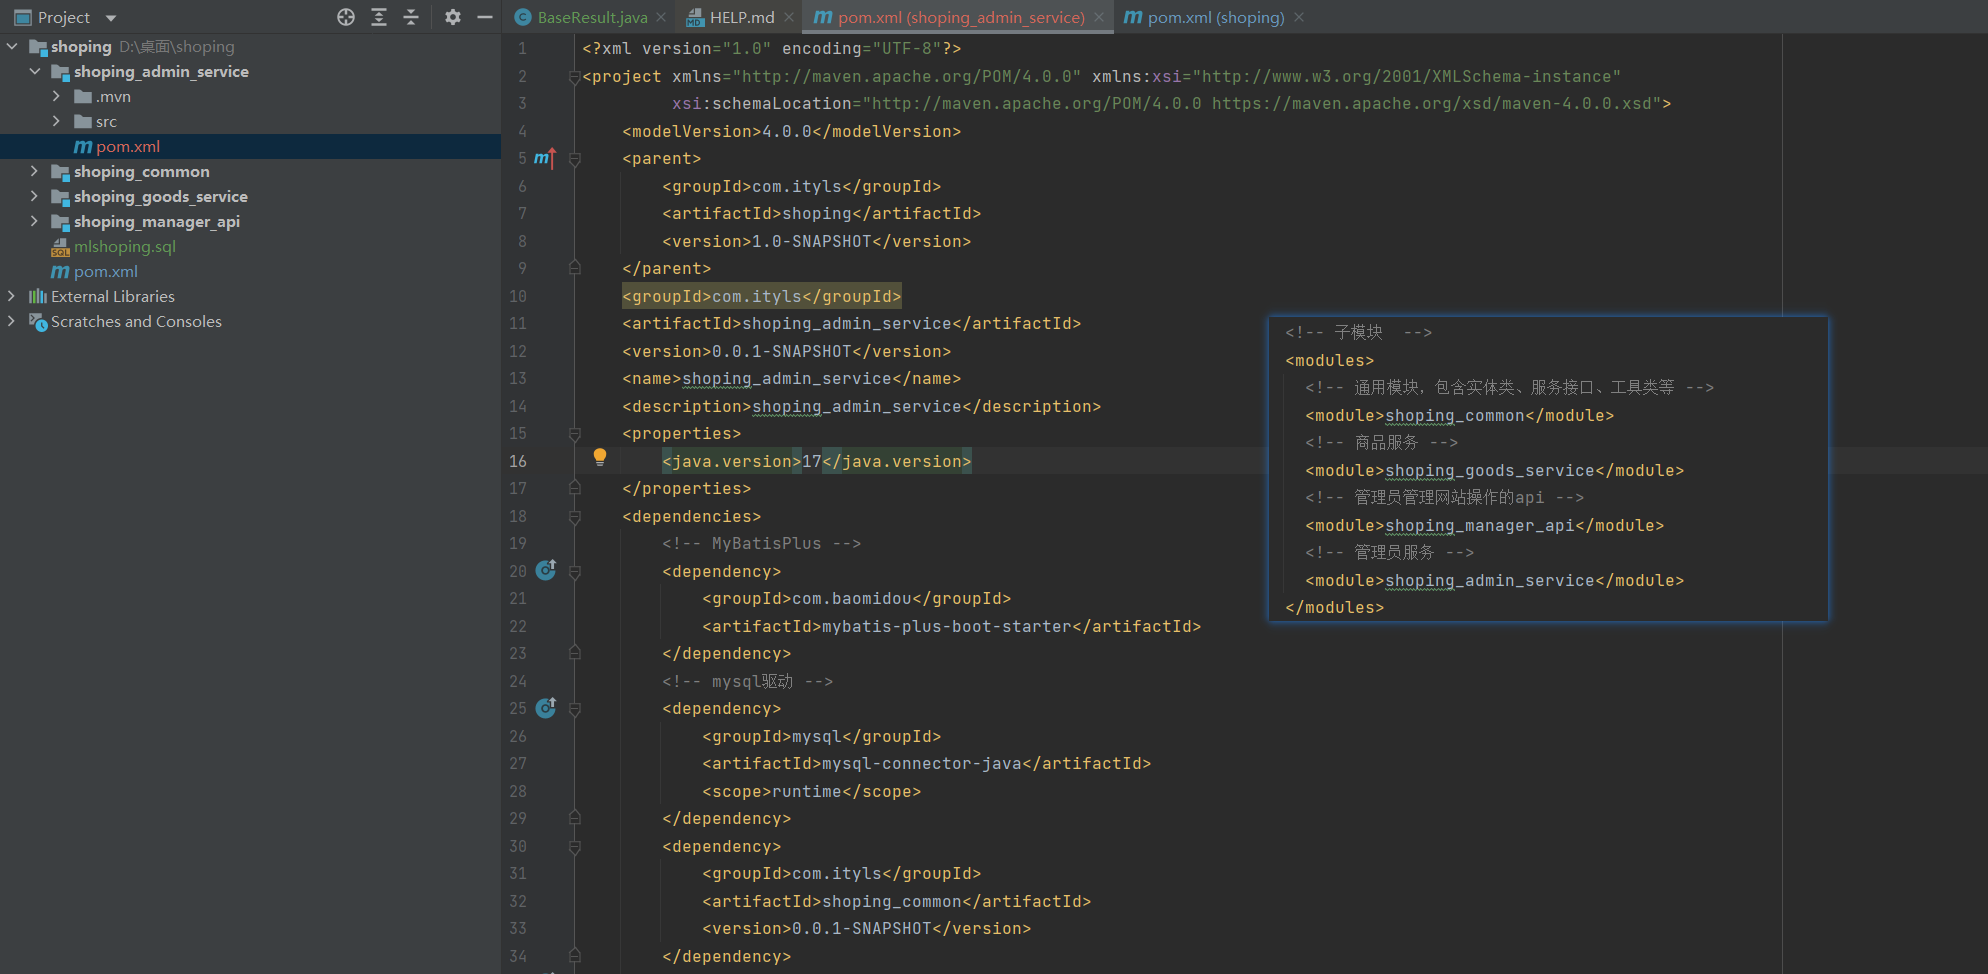 Project
BaseResult.java
HELP.md
pom.xml (shoping_admin_service)
pom.xml (shoping)
shoping D:\桌面\shoping
shoping_admin_service
.mvn
src
pom.xml
shoping_common
shoping_goods_service
shoping_manager_api
mlshoping.sql
pom.xml
External Libraries
Scratches and Consoles
1 <?xml version="1.0" encoding="UTF-8"?>
2 <project xmlns="http://maven.apache.org/POM/4.0.0" xmlns:xsi="http://www.w3.org/2001/XMLSchema-instance"
3 xsi:schemaLocation="http://maven.apache.org/POM/4.0.0 https://maven.apache.org/xsd/maven-4.0.0.xsd">
4 <modelVersion>4.0.0</modelVersion>
5 <parent>
6 <groupId>com.ityls</groupId>
7 <artifactId>shoping</artifactId>
8 <version>1.0-SNAPSHOT</version>
9 </parent>
10 <groupId>com.ityls</groupId>
11 <artifactId>shoping_admin_service</artifactId>
12 <version>0.0.1-SNAPSHOT</version>
13 <name>shoping_admin_service</name>
14 <description>shoping_admin_service</description>
15 <properties>
16 <java.version>17</java.version>
17 </properties>
18 <dependencies>
19 <!-- MyBatisPlus -->
20 <dependency>
21 <groupId>com.baomidou</groupId>
22 <artifactId>mybatis-plus-boot-starter</artifactId>
23 </dependency>
24 <!-- mysql驱动 -->
25 <dependency>
26 <groupId>mysql</groupId>
27 <artifactId>mysql-connector-java</artifactId>
28 <scope>runtime</scope>
29 </dependency>
30 <dependency>
31 <groupId>com.ityls</groupId>
32 <artifactId>shoping_common</artifactId>
33 <version>0.0.1-SNAPSHOT</version>
34 </dependency>
<!-- 子模块 -->
<modules>
<!-- 通用模块，包含实体类、服务接口、工具类等 -->
<module>shoping_common</module>
<!-- 商品服务 -->
<module>shoping_goods_service</module>
<!-- 管理员管理网站操作的api -->
<module>shoping_manager_api</module>
<!-- 管理员服务 -->
<module>shoping_admin_service</module>
</modules>